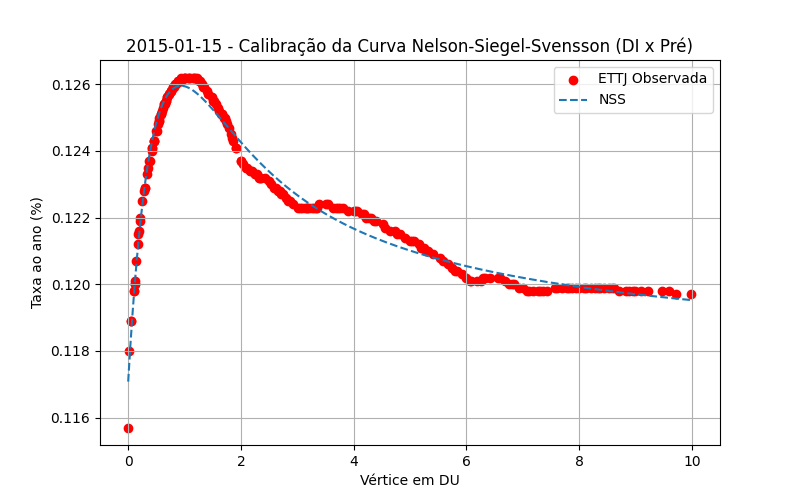 2015-01-15 - Calibração da Curva Nelson-Siegel-Svensson (DI x Pré)
ETTJ Observada
NSS
Taxa ao ano (%)
0.126
0.124
0.122
0.120
0.118
0.116
0 2 4 6 8 10
Vértice em DU